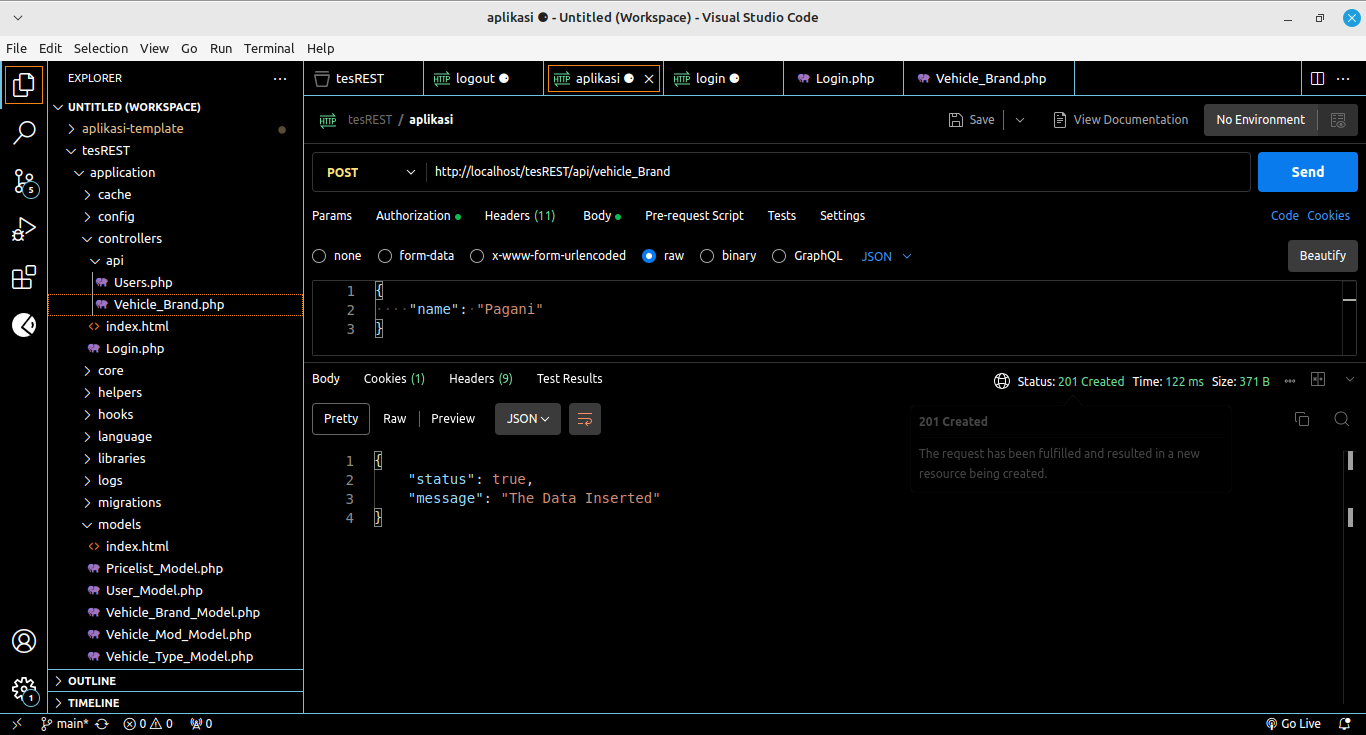 aplikasi ● - Untitled (Workspace) - Visual Studio Code
File Edit Selection View Go Run Terminal Help
EXPLORER
UNTITLED (WORKSPACE)
aplikasi-template
tesREST
application
cache
config
controllers
api
Users.php
Vehicle_Brand.php
index.html
Login.php
core
helpers
hooks
language
libraries
logs
migrations
models
index.html
Pricelist_Model.php
User_Model.php
Vehicle_Brand_Model.php
Vehicle_Mod_Model.php
Vehicle_Type_Model.php
OUTLINE
TIMELINE
5
1
tesREST HTTP logout ● HTTP aplikasi ● HTTP login ● Login.php Vehicle_Brand.php
HTTP tesREST / aplikasi Save View Documentation No Environment
POST http://localhost/tesREST/api/vehicle_Brand Send
Params Authorization Headers (11) Body Pre-request Script Tests Settings Code Cookies
none form-data x-www-form-urlencoded raw binary GraphQL JSON Beautify
1 {
2 ····"name":·"Pagani"
3 }
Body Cookies (1) Headers (9) Test Results Status: 201 Created Time: 122 ms Size: 371 B
Pretty Raw Preview JSON
201 Created
The request has been fulfilled and resulted in a new
resource being created.
1 {
2 "status": true,
3 "message": "The Data Inserted"
4 }
main* 0 0 0 Go Live